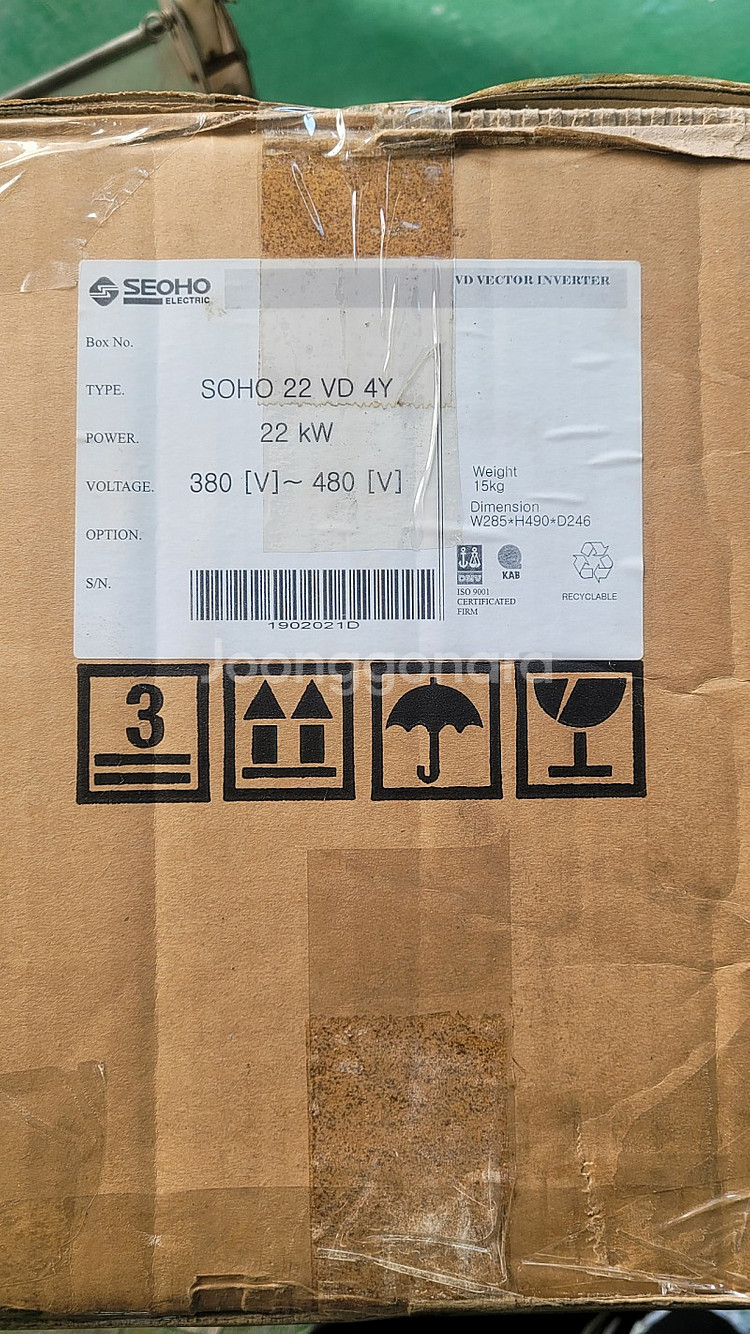 SEOHO
ELECTRIC
VD VECTOR INVERTER
Box No.
TYPE. SOHO 22 VD 4Y
POWER. 22 kW
VOLTAGE. 380 [V]~ 480 [V]
OPTION.
S/N.
1902021D
Weight
15kg
Dimension
W285*H490*D246
DNV
KAB
ISO 9001
CERTIFICATED
FIRM
RECYCLABLE
Joonggonara
3